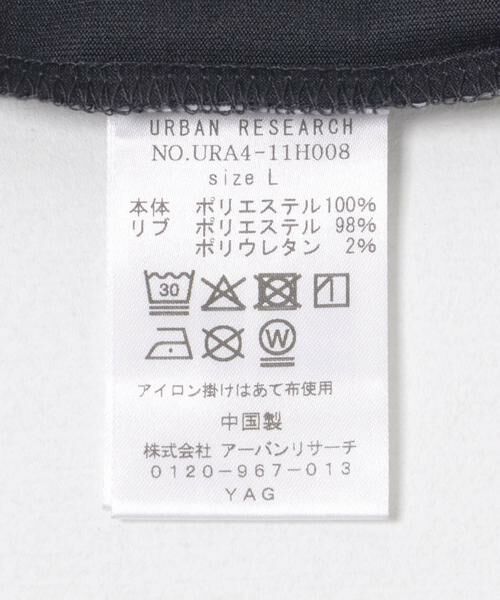 URBAN RESEARCH
NO.URA4-11H008
size L
本体 ポリエステル100%
リブ ポリエステル 98%
ポリウレタン 2%
30
W
アイロン掛けはあて布使用
中国製
株式会社 アーバンリサーチ
0120-967-013
YAG